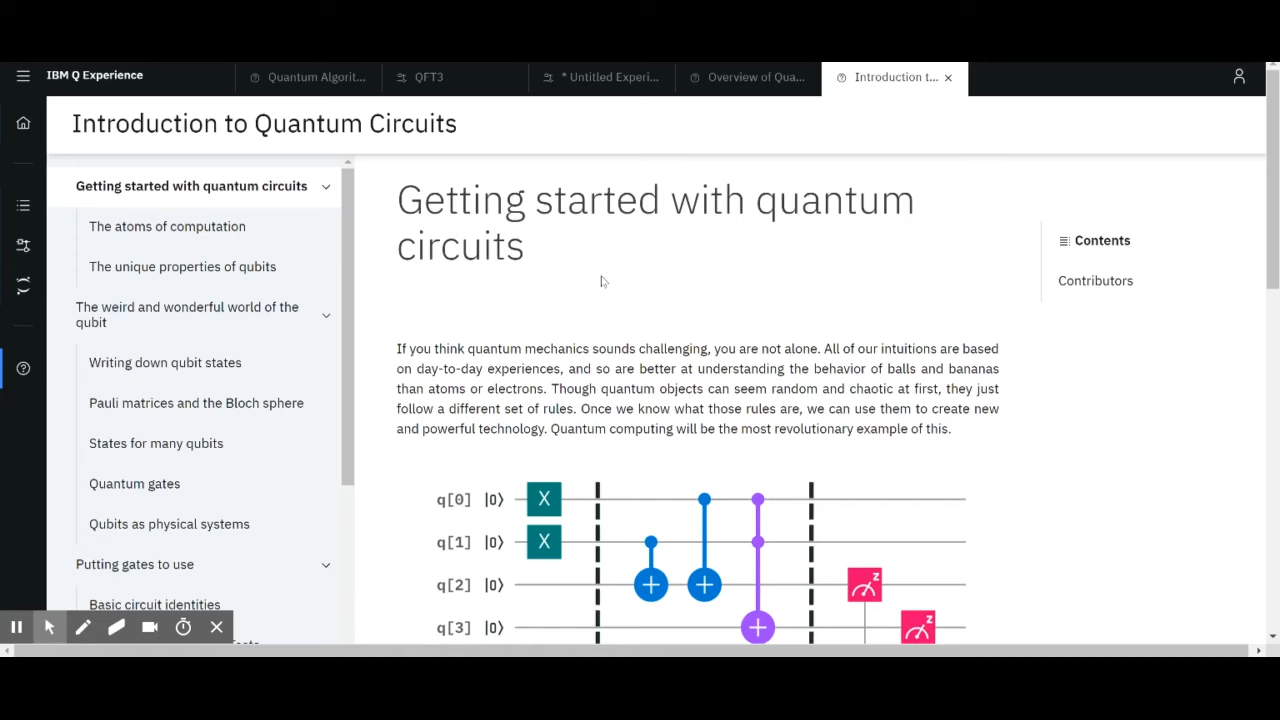 IBM Q Experience
Quantum Algorit...
QFT3
* Untitled Experi...
Overview of Qua...
Introduction t...
Introduction to Quantum Circuits
Getting started with quantum circuits
The atoms of computation
The unique properties of qubits
The weird and wonderful world of the
qubit
Writing down qubit states
Pauli matrices and the Bloch sphere
States for many qubits
Quantum gates
Qubits as physical systems
Putting gates to use
Basic circuit identities
Getting started with quantum
circuits
If you think quantum mechanics sounds challenging, you are not alone. All of our intuitions are based
on day-to-day experiences, and so are better at understanding the behavior of balls and bananas
than atoms or electrons. Though quantum objects can seem random and chaotic at first, they just
follow a different set of rules. Once we know what those rules are, we can use them to create new
and powerful technology. Quantum computing will be the most revolutionary example of this.
q[0] |0⟩ X
q[1] |0⟩ X
q[2] |0⟩ + + z
q[3] |0⟩ + z
Contents
Contributors